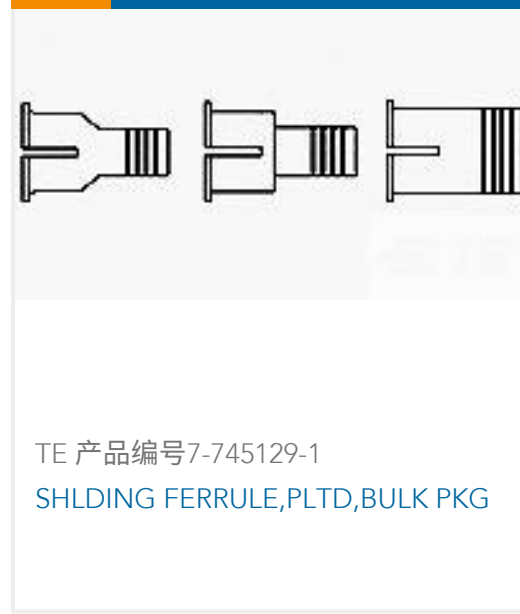 TE 产品编号7-745129-1
SHLDING FERRULE,PLTD,BULK PKG